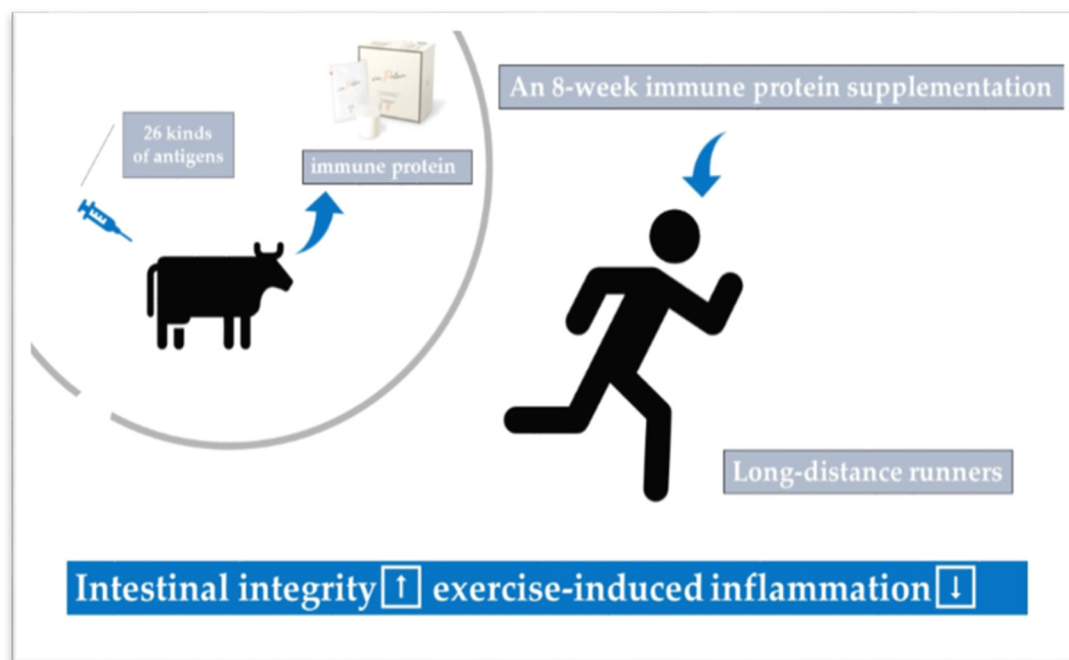 26 kinds
of antigens
immune protein
An 8-week immune protein supplementation
Long-distance runners
Intestinal integrity ↑ exercise-induced inflammation ↓